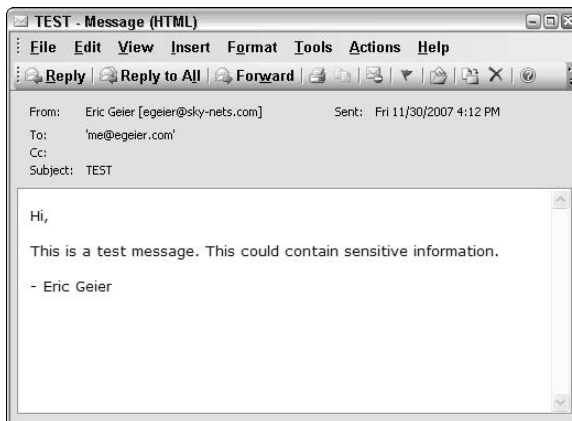 TEST - Message (HTML)
File Edit View Insert Format Tools Actions Help
Reply Reply to All Forward
From: Eric Geier [egeier@sky-nets.com] Sent: Fri 11/30/2007 4:12 PM
To: 'me@egeier.com'
Cc:
Subject: TEST
Hi,
This is a test message. This could contain sensitive information.
- Eric Geier